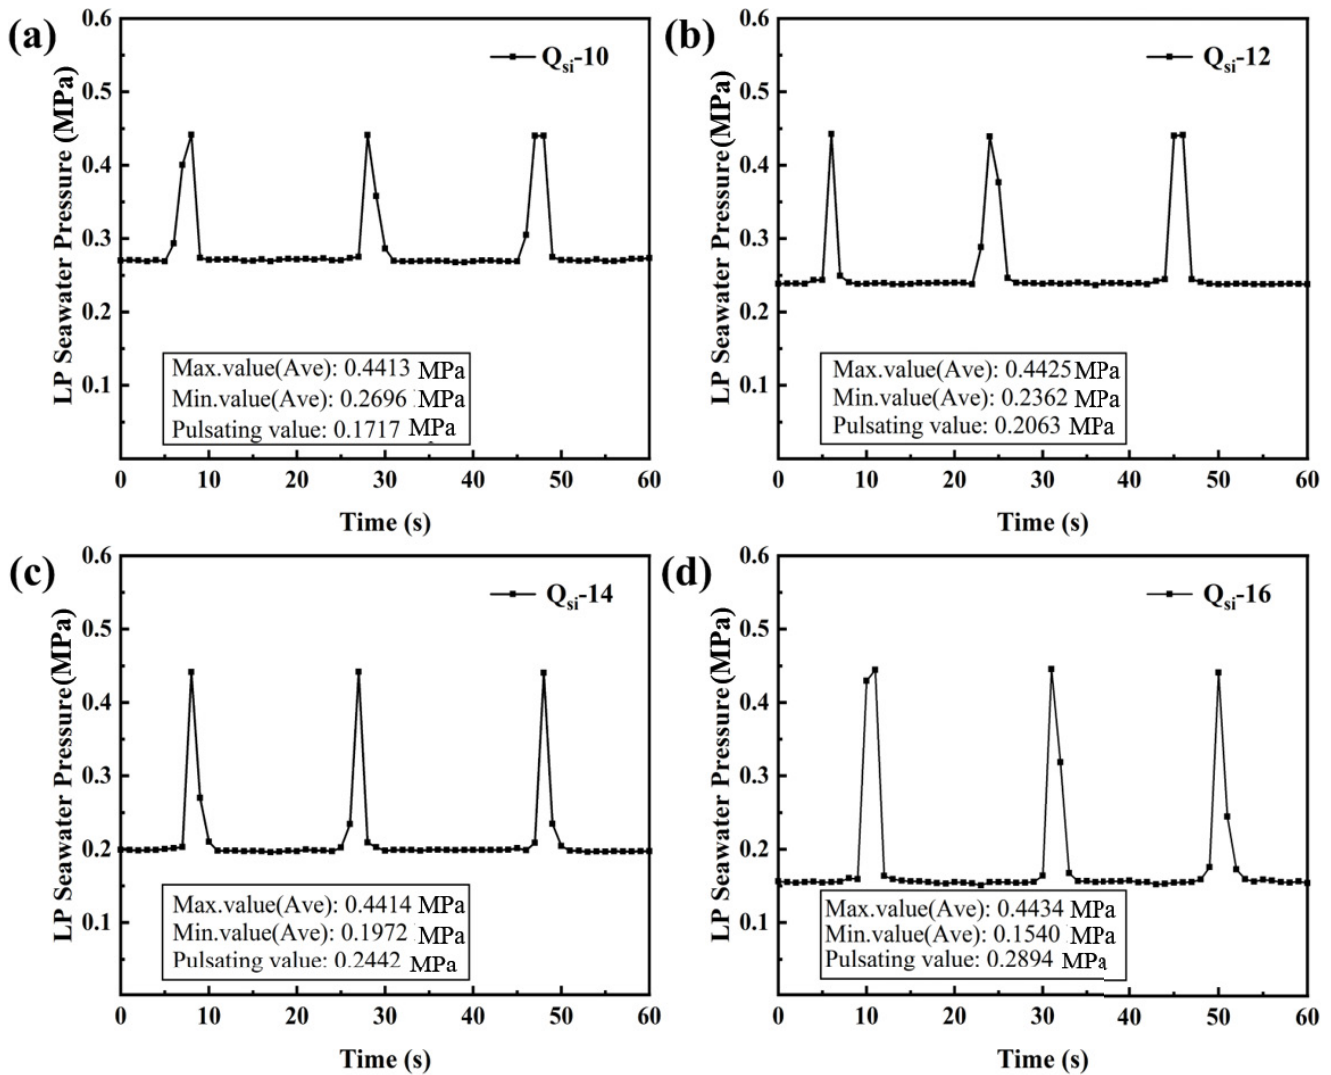 (a)
Q_si-10
LP Seawater Pressure (MPa)
0.6
0.5
0.4
0.3
0.2
0.1
Max.value(Ave): 0.4413 MPa
Min.value(Ave): 0.2696 MPa
Pulsating value: 0.1717 MPa
0 10 20 30 40 50 60
Time (s)
(b)
Q_si-12
LP Seawater Pressure(MPa)
0.6
0.5
0.4
0.3
0.2
0.1
Max.value(Ave): 0.4425 MPa
Min.value(Ave): 0.2362 MPa
Pulsating value: 0.2063 MPa
0 10 20 30 40 50 60
Time (s)
(c)
Q_si-14
LP Seawater Pressure(MPa)
0.6
0.5
0.4
0.3
0.2
0.1
Max.value(Ave): 0.4414 MPa
Min.value(Ave): 0.1972 MPa
Pulsating value: 0.2442 MPa
0 10 20 30 40 50 60
Time (s)
(d)
Q_si-16
LP Seawater Pressure(MPa)
0.6
0.5
0.4
0.3
0.2
0.1
Max.value(Ave): 0.4434 MPa
Min.value(Ave): 0.1540 MPa
Pulsating value: 0.2894 MPa
0 10 20 30 40 50 60
Time (s)